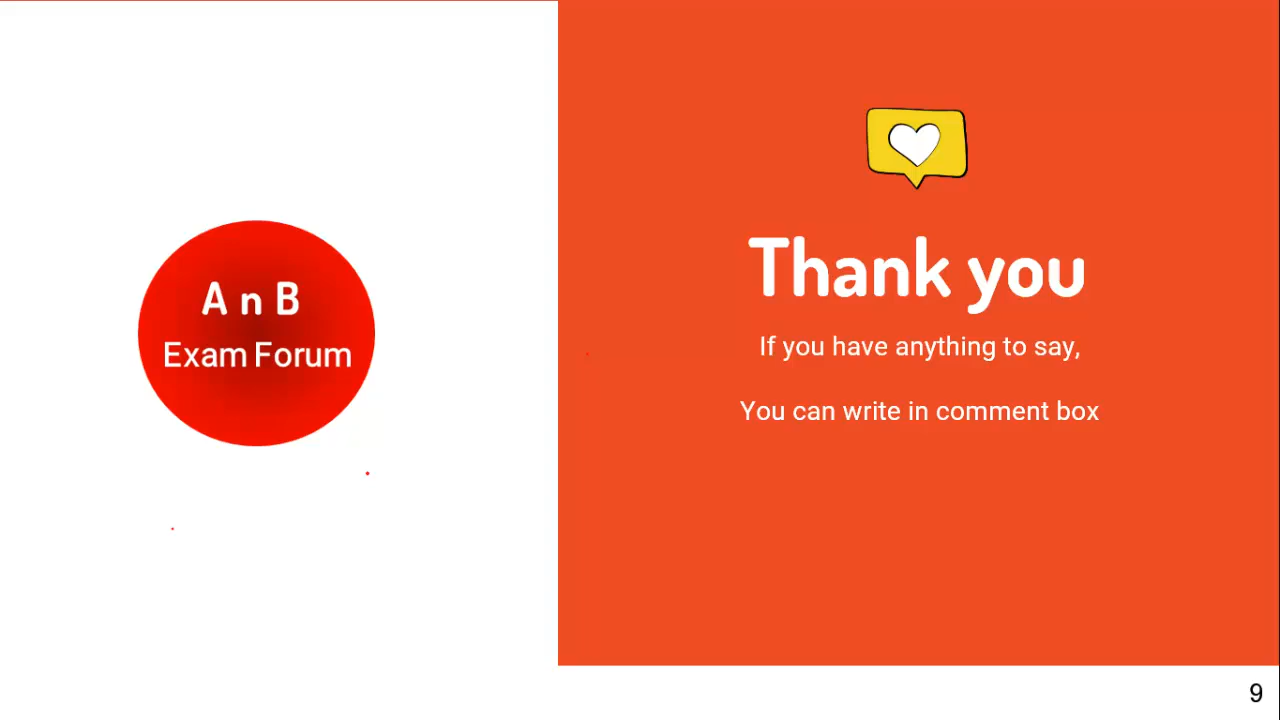 A n B
Exam Forum
Thank you
If you have anything to say,
You can write in comment box
9